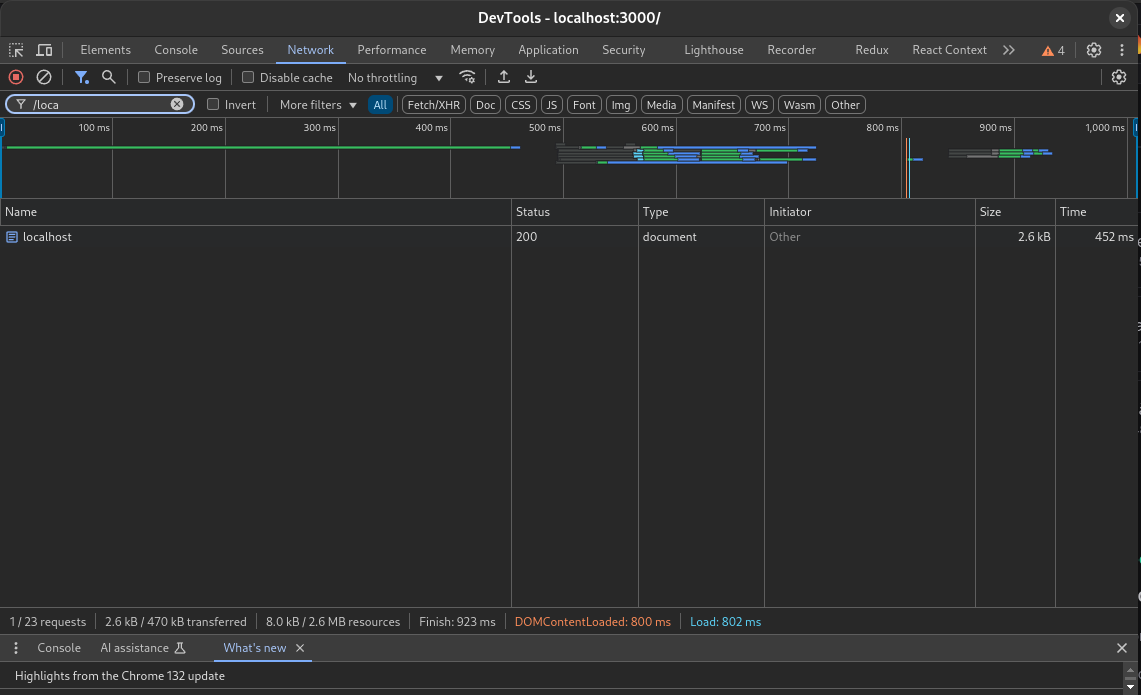 DevTools - localhost:3000/
Elements Console Sources Network Performance Memory Application Security Lighthouse Recorder Redux React Context 4
Preserve log Disable cache No throttling
/loca Invert More filters All Fetch/XHR Doc CSS JS Font Img Media Manifest WS Wasm Other
100 ms 200 ms 300 ms 400 ms 500 ms 600 ms 700 ms 800 ms 900 ms 1,000 ms
Name Status Type Initiator Size Time
localhost 200 document Other 2.6 kB 452 ms
1 / 23 requests 2.6 kB / 470 kB transferred 8.0 kB / 2.6 MB resources Finish: 923 ms DOMContentLoaded: 800 ms Load: 802 ms
Console AI assistance What's new
Highlights from the Chrome 132 update